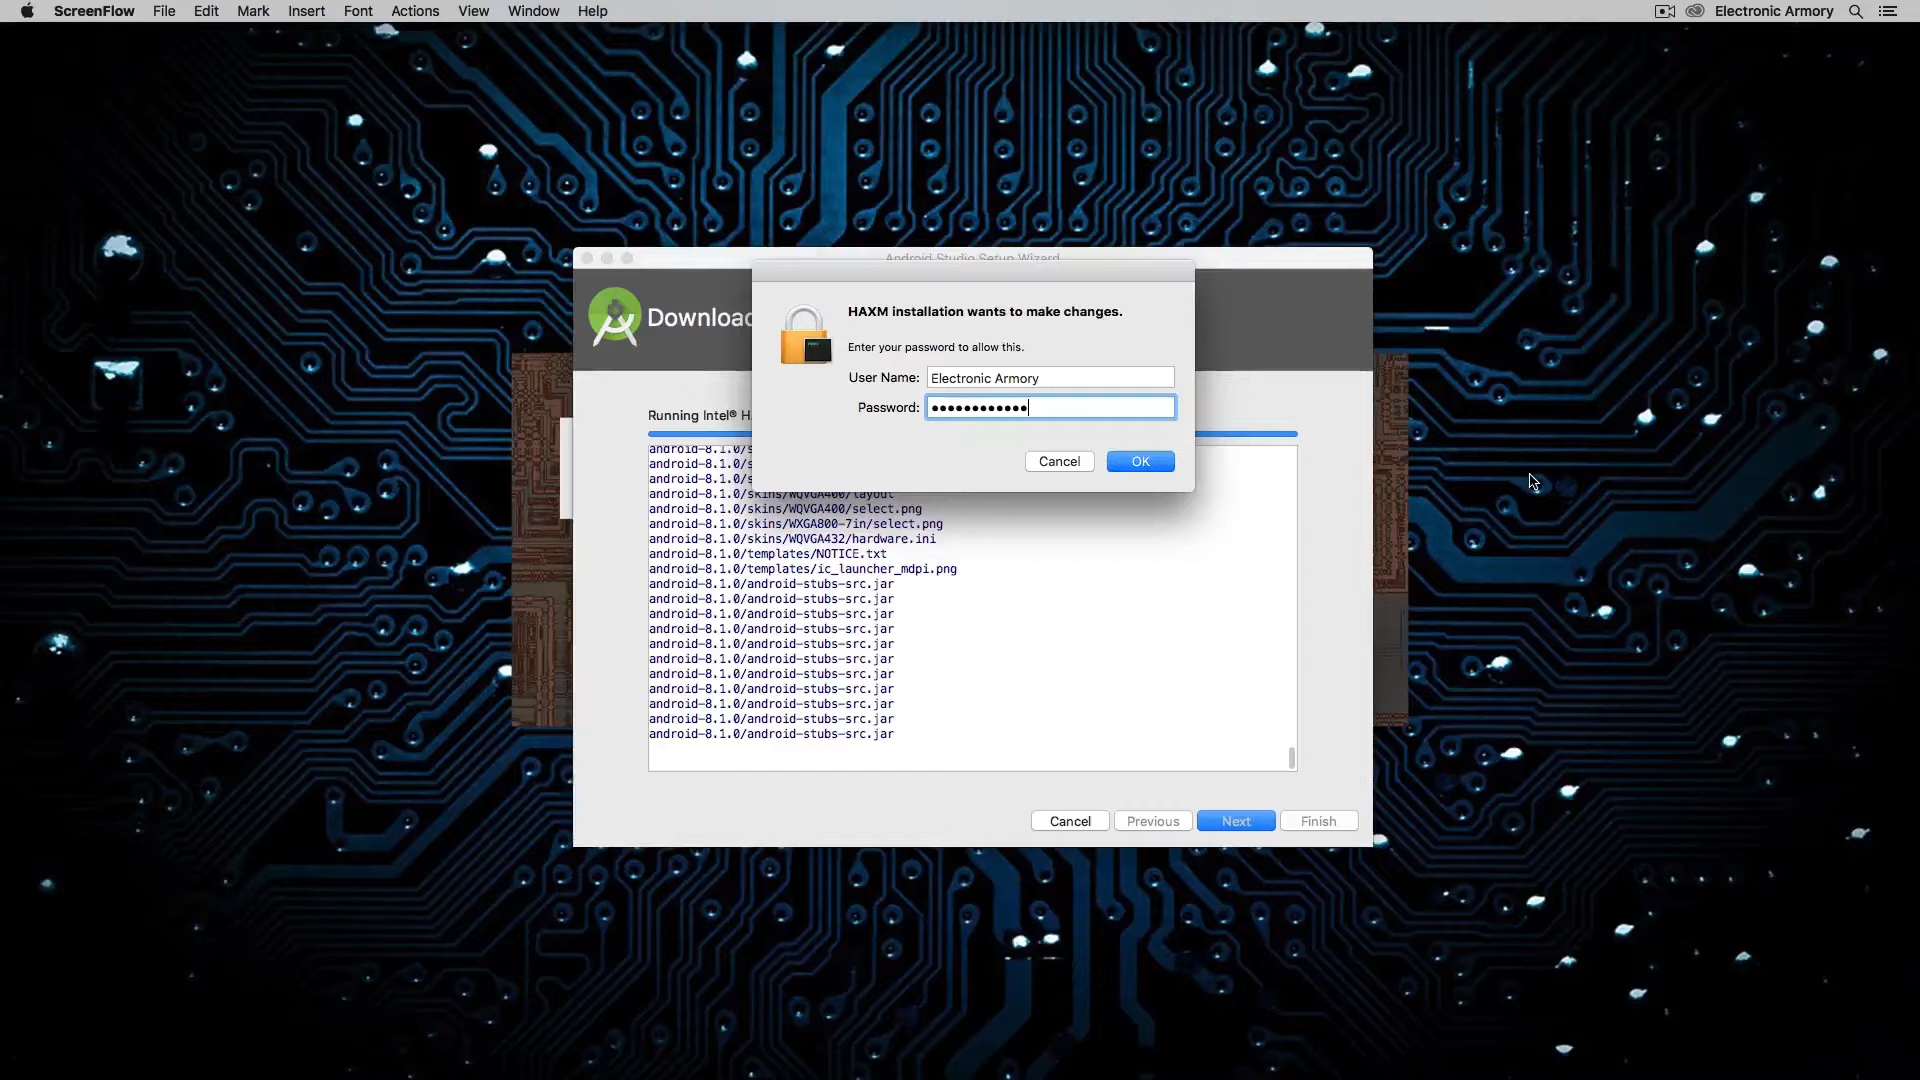 ScreenFlow File Edit Mark Insert Font Actions View Window Help Electronic Armory
Android Studio Setup Wizard
HAXM installation wants to make changes.
Download
Enter your password to allow this.
User Name: Electronic Armory
Password: ●●●●●●●●●●●●
Running Intel® H
Cancel OK
android-8.1.0/s
android-8.1.0/s
android-8.1.0/s
android-8.1.0/skins/WQVGA400/layout
android-8.1.0/skins/WQVGA400/select.png
android-8.1.0/skins/WXGA800-7in/select.png
android-8.1.0/skins/WQVGA432/hardware.ini
android-8.1.0/templates/NOTICE.txt
android-8.1.0/templates/ic_launcher_mdpi.png
android-8.1.0/android-stubs-src.jar
android-8.1.0/android-stubs-src.jar
android-8.1.0/android-stubs-src.jar
android-8.1.0/android-stubs-src.jar
android-8.1.0/android-stubs-src.jar
android-8.1.0/android-stubs-src.jar
android-8.1.0/android-stubs-src.jar
android-8.1.0/android-stubs-src.jar
android-8.1.0/android-stubs-src.jar
android-8.1.0/android-stubs-src.jar
android-8.1.0/android-stubs-src.jar
Cancel Previous Next Finish